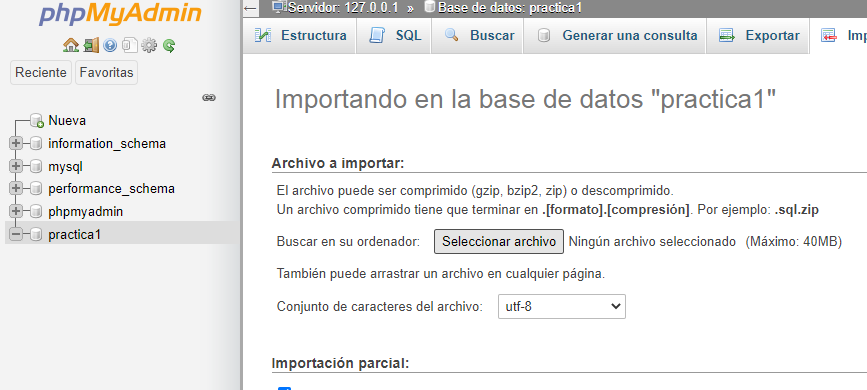 phpMyAdmin
Reciente Favoritas
Nueva
information_schema
mysql
performance_schema
phpmyadmin
practica1
Servidor: 127.0.0.1 » Base de datos: practica1
Estructura SQL Buscar Generar una consulta Exportar Imp
Importando en la base de datos "practica1"
Archivo a importar:
El archivo puede ser comprimido (gzip, bzip2, zip) o descomprimido.
Un archivo comprimido tiene que terminar en .[formato].[compresión]. Por ejemplo: .sql.zip
Buscar en su ordenador: Seleccionar archivo Ningún archivo seleccionado (Máximo: 40MB)
También puede arrastrar un archivo en cualquier página.
Conjunto de caracteres del archivo: utf-8
Importación parcial: